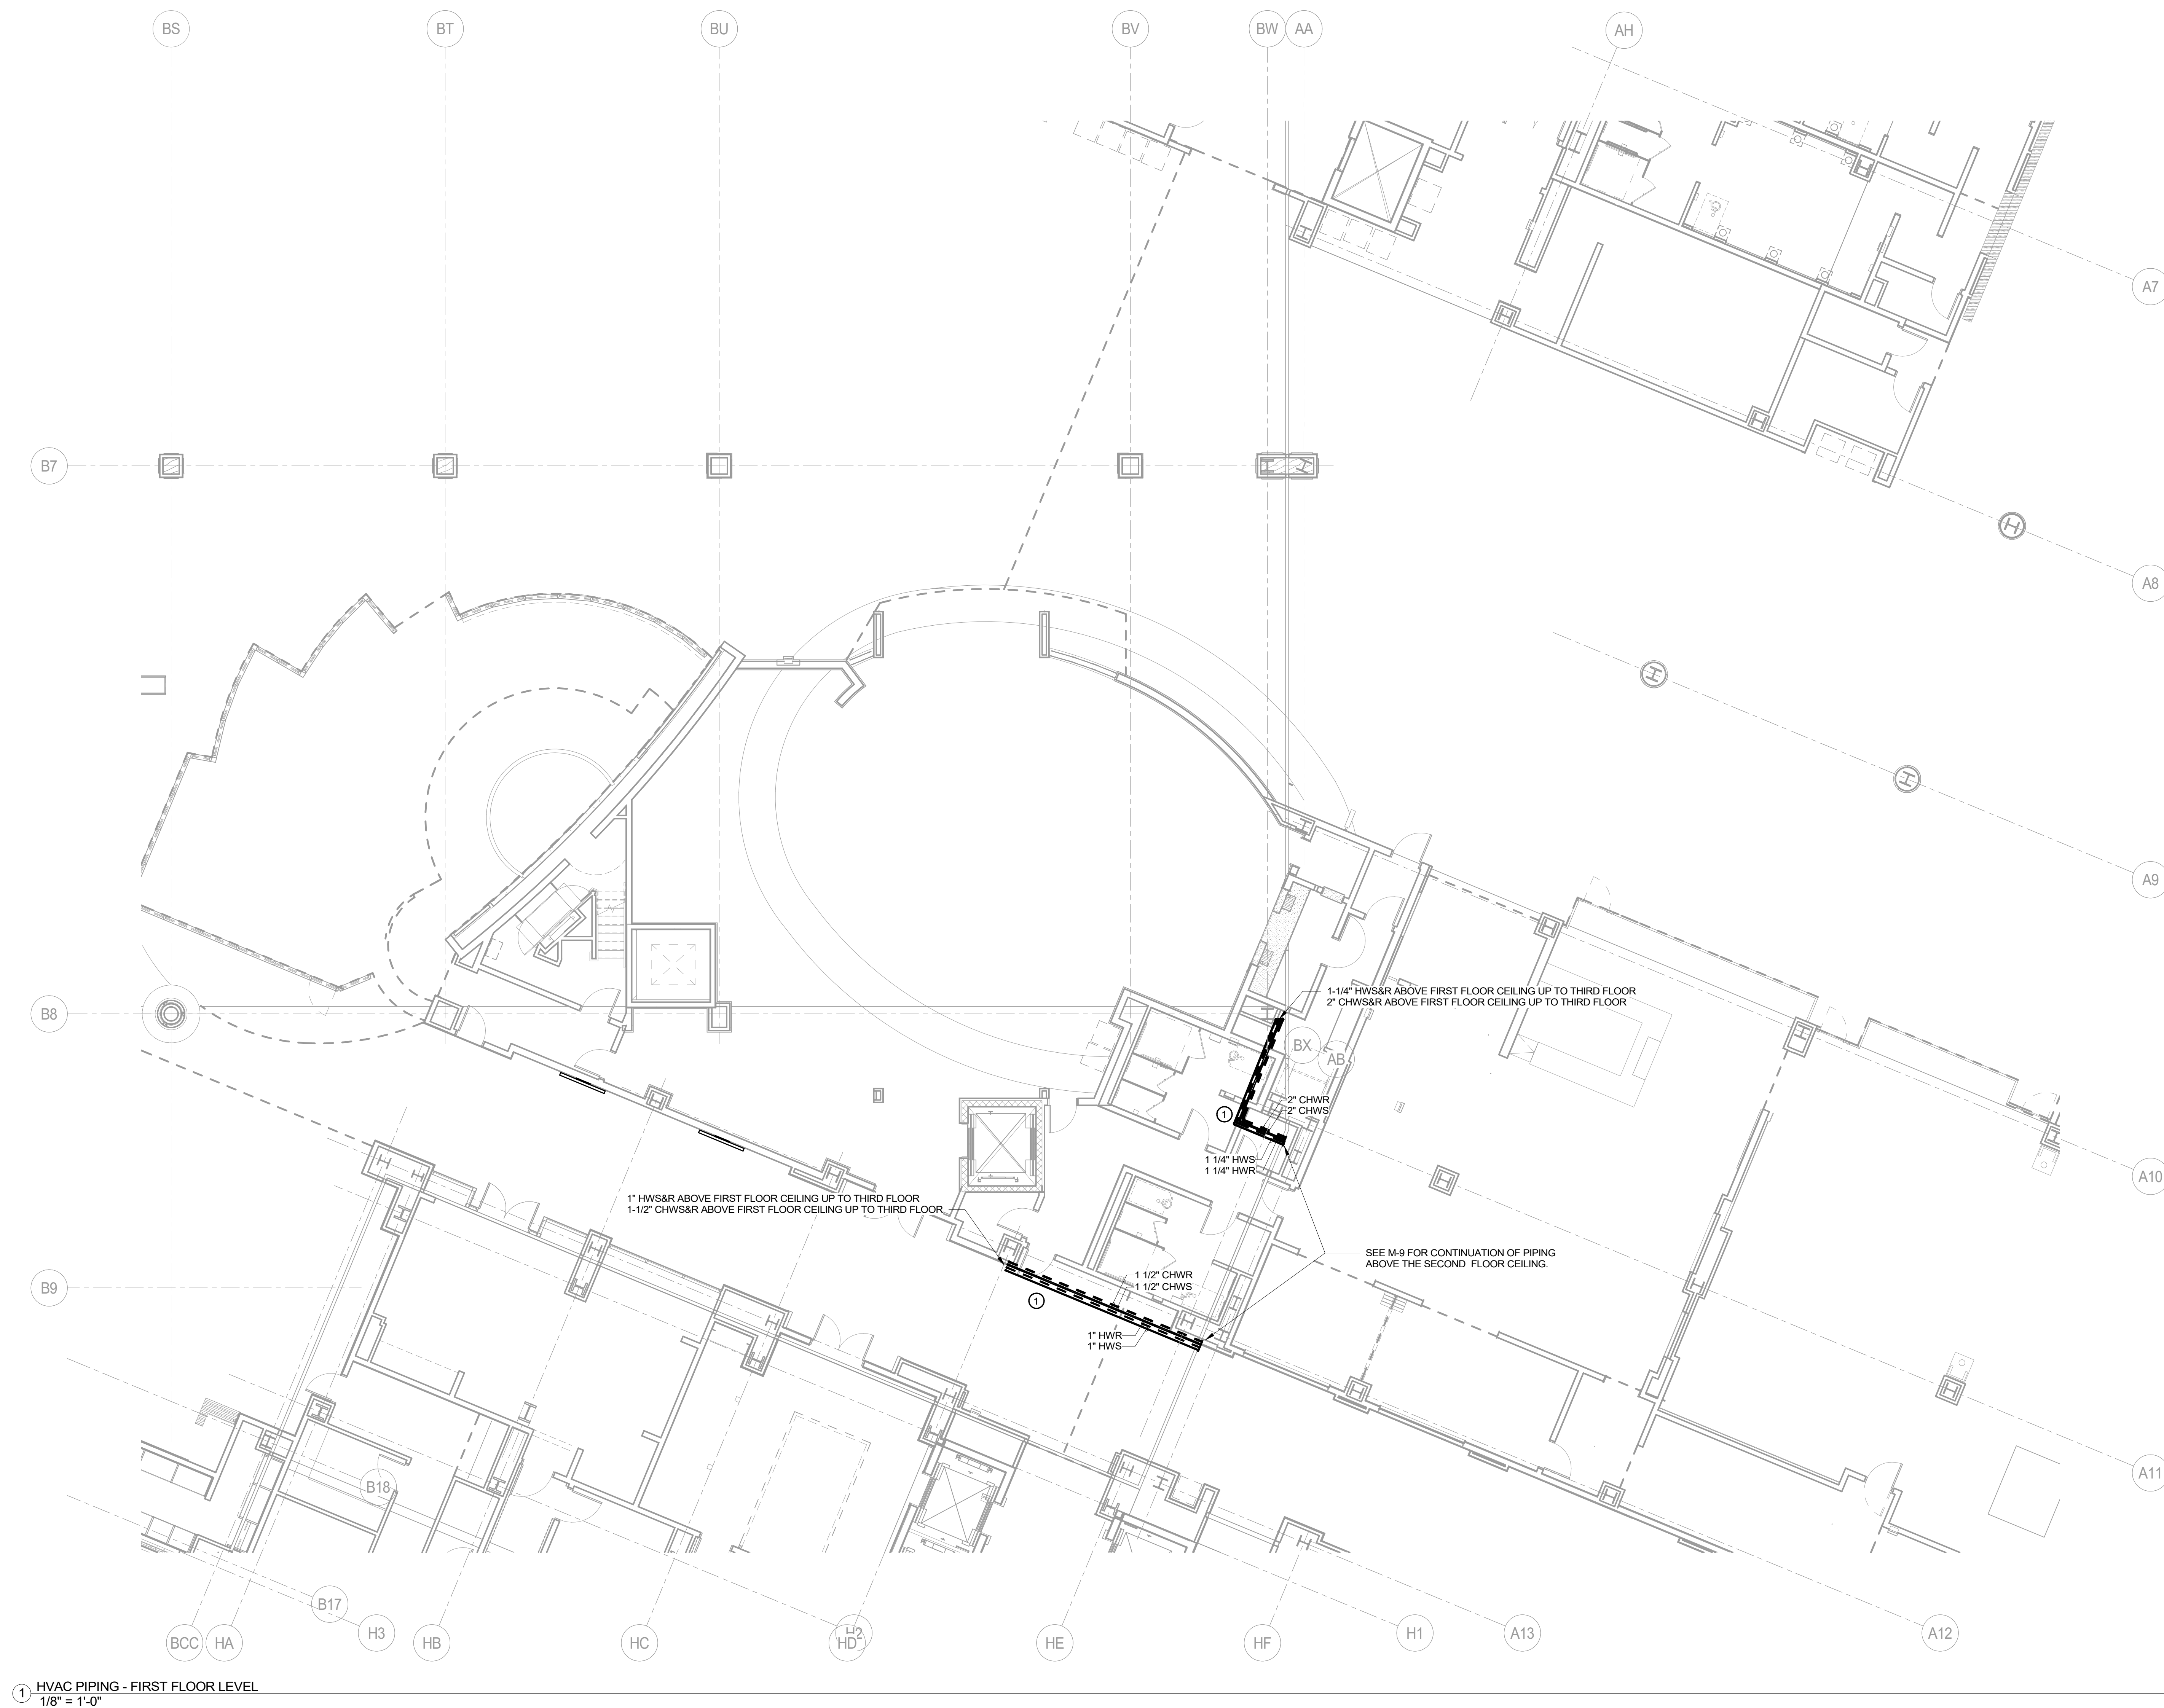 BS
BT
BU
BV
BW
AA
AH
A7
B7
A8
A9
1-1/4" HWS&R ABOVE FIRST FLOOR CEILING UP TO THIRD FLOOR
2" CHWS&R ABOVE FIRST FLOOR CEILING UP TO THIRD FLOOR
B8
BX
AB
2" CHWR
2" CHWS
1
1 1/4" HWS
1 1/4" HWR
A10
1" HWS&R ABOVE FIRST FLOOR CEILING UP TO THIRD FLOOR
1-1/2" CHWS&R ABOVE FIRST FLOOR CEILING UP TO THIRD FLOOR
SEE M-9 FOR CONTINUATION OF PIPING
ABOVE THE SECOND FLOOR CEILING.
B9
1 1/2" CHWR
1 1/2" CHWS
1
1" HWR
1" HWS
A11
B18
B17
H3
H2
H1
A13
A12
BCC
HA
HB
HC
HD
HE
HF
1
HVAC PIPING - FIRST FLOOR LEVEL
1/8" = 1'-0"